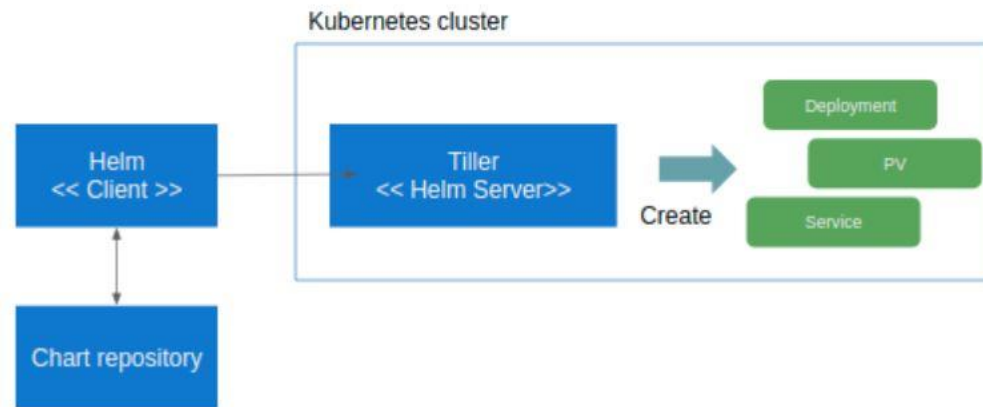 Kubernetes cluster
Helm
<< Client >>
Tiller
<< Helm Server>>
Create
Deployment
PV
Service
Chart repository